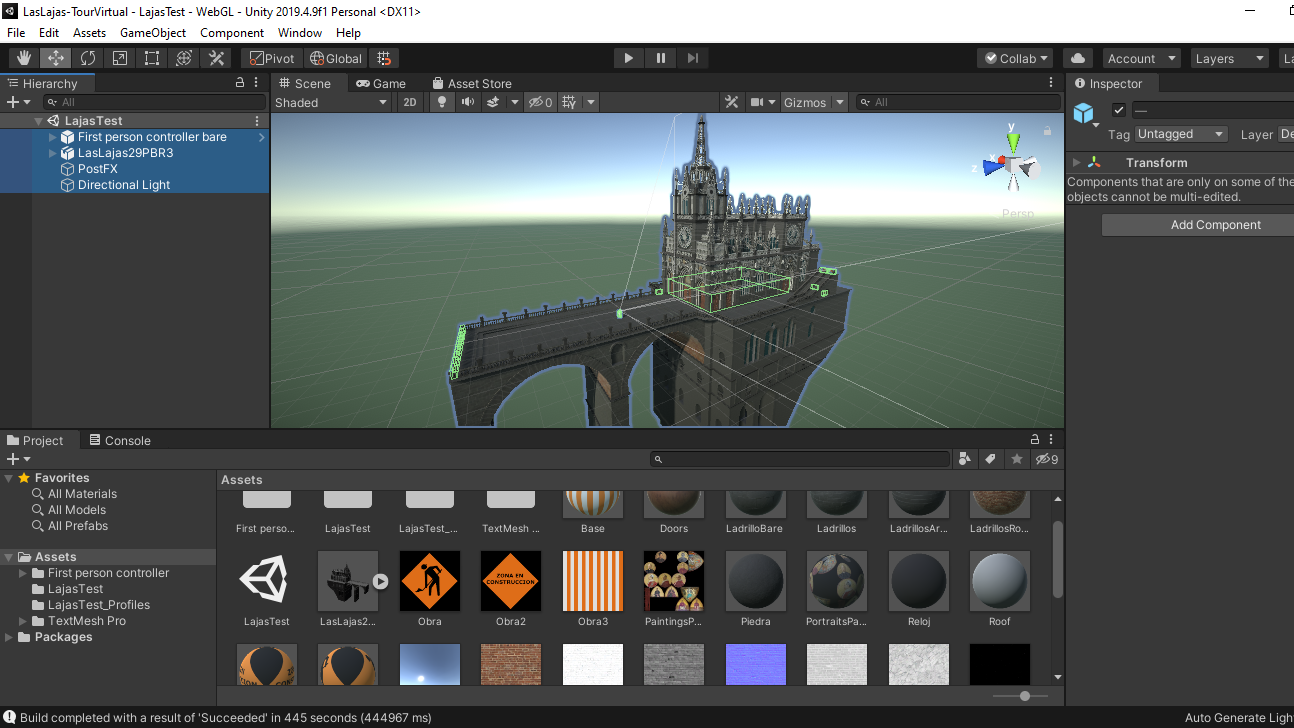 LasLajas-TourVirtual - LajasTest - WebGL - Unity 2019.4.9f1 Personal <DX11>
File Edit Assets GameObject Component Window Help
Pivot Global Collab Account Layers
Hierarchy
All
LajasTest
First person controller bare
LasLajas29PBR3
PostFX
Directional Light
Scene Game Asset Store
Shaded 2D 0 Gizmos All
y
x
z
Persp
Inspector
—
Tag Untagged Layer
Transform
Components that are only on some of the
objects cannot be multi-edited.
Add Component
Project Console
9
Favorites
All Materials
All Models
All Prefabs
Assets
First person controller
LajasTest
LajasTest_Profiles
TextMesh Pro
Packages
Assets
First perso... LajasTest LajasTest_... TextMesh ... Base Doors LadrilloBare Ladrillos LadrillosAr... LadrillosRo...
ZONA EN
CONSTRUCCION
LajasTest LasLajas2... Obra Obra2 Obra3 PaintingsP... Piedra PortraitsPa... Reloj Roof
Build completed with a result of 'Succeeded' in 445 seconds (444967 ms)
Auto Generate Ligh